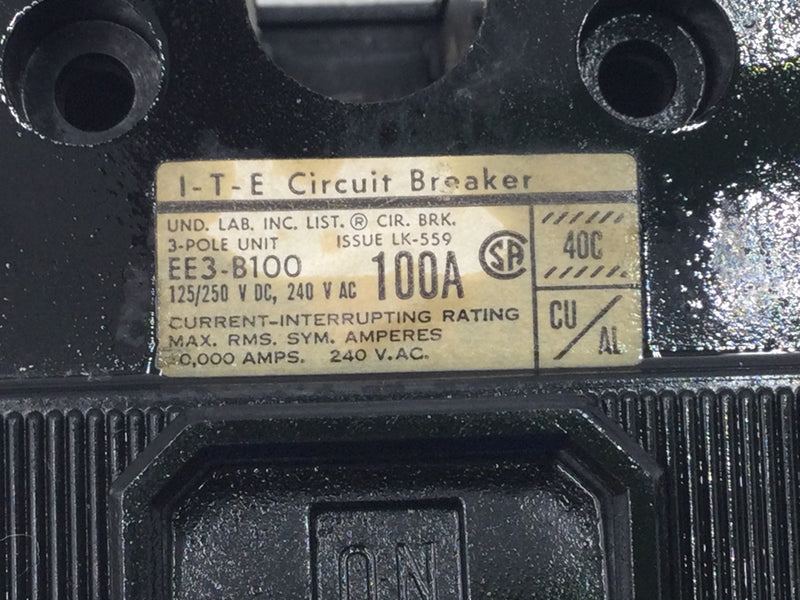 I-T-E Circuit Breaker
UND. LAB. INC. LIST. ® CIR. BRK.
3-POLE UNIT ISSUE LK-559
EE3-B100 100A
125/250 V DC, 240 V AC
CURRENT-INTERRUPTING RATING
MAX. RMS. SYM. AMPERES
AMPS. 240 V.AC.
SA
40C
CU/AL
ON